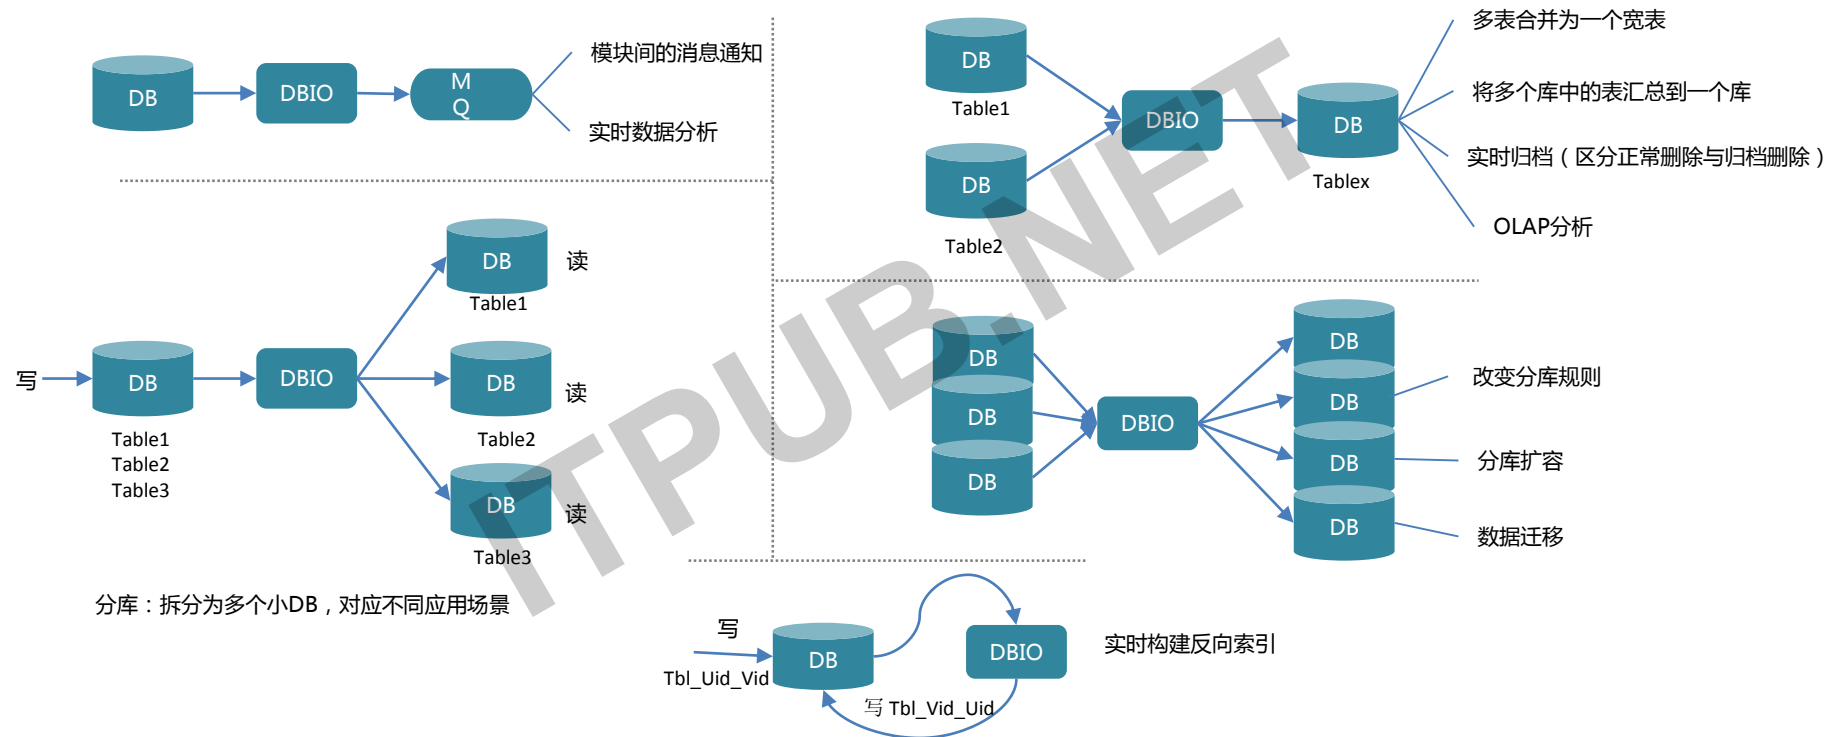 DB
DBIO
M
Q
模块间的消息通知
实时数据分析
DB
Table1
DB
Table2
DBIO
DB
Tablex
多表合并为一个宽表
将多个库中的表汇总到一个库
实时归档（区分正常删除与归档删除）
OLAP分析
写
DB
Table1
Table2
Table3
DBIO
DB
读
Table1
DB
读
Table2
DB
读
Table3
分库：拆分为多个小DB，对应不同应用场景
DB
DB
DB
DBIO
DB
DB
DB
DB
改变分库规则
分库扩容
数据迁移
写
Tbl_Uid_Vid
DB
DBIO
写 Tbl_Vid_Uid
实时构建反向索引
ITPUB.NET